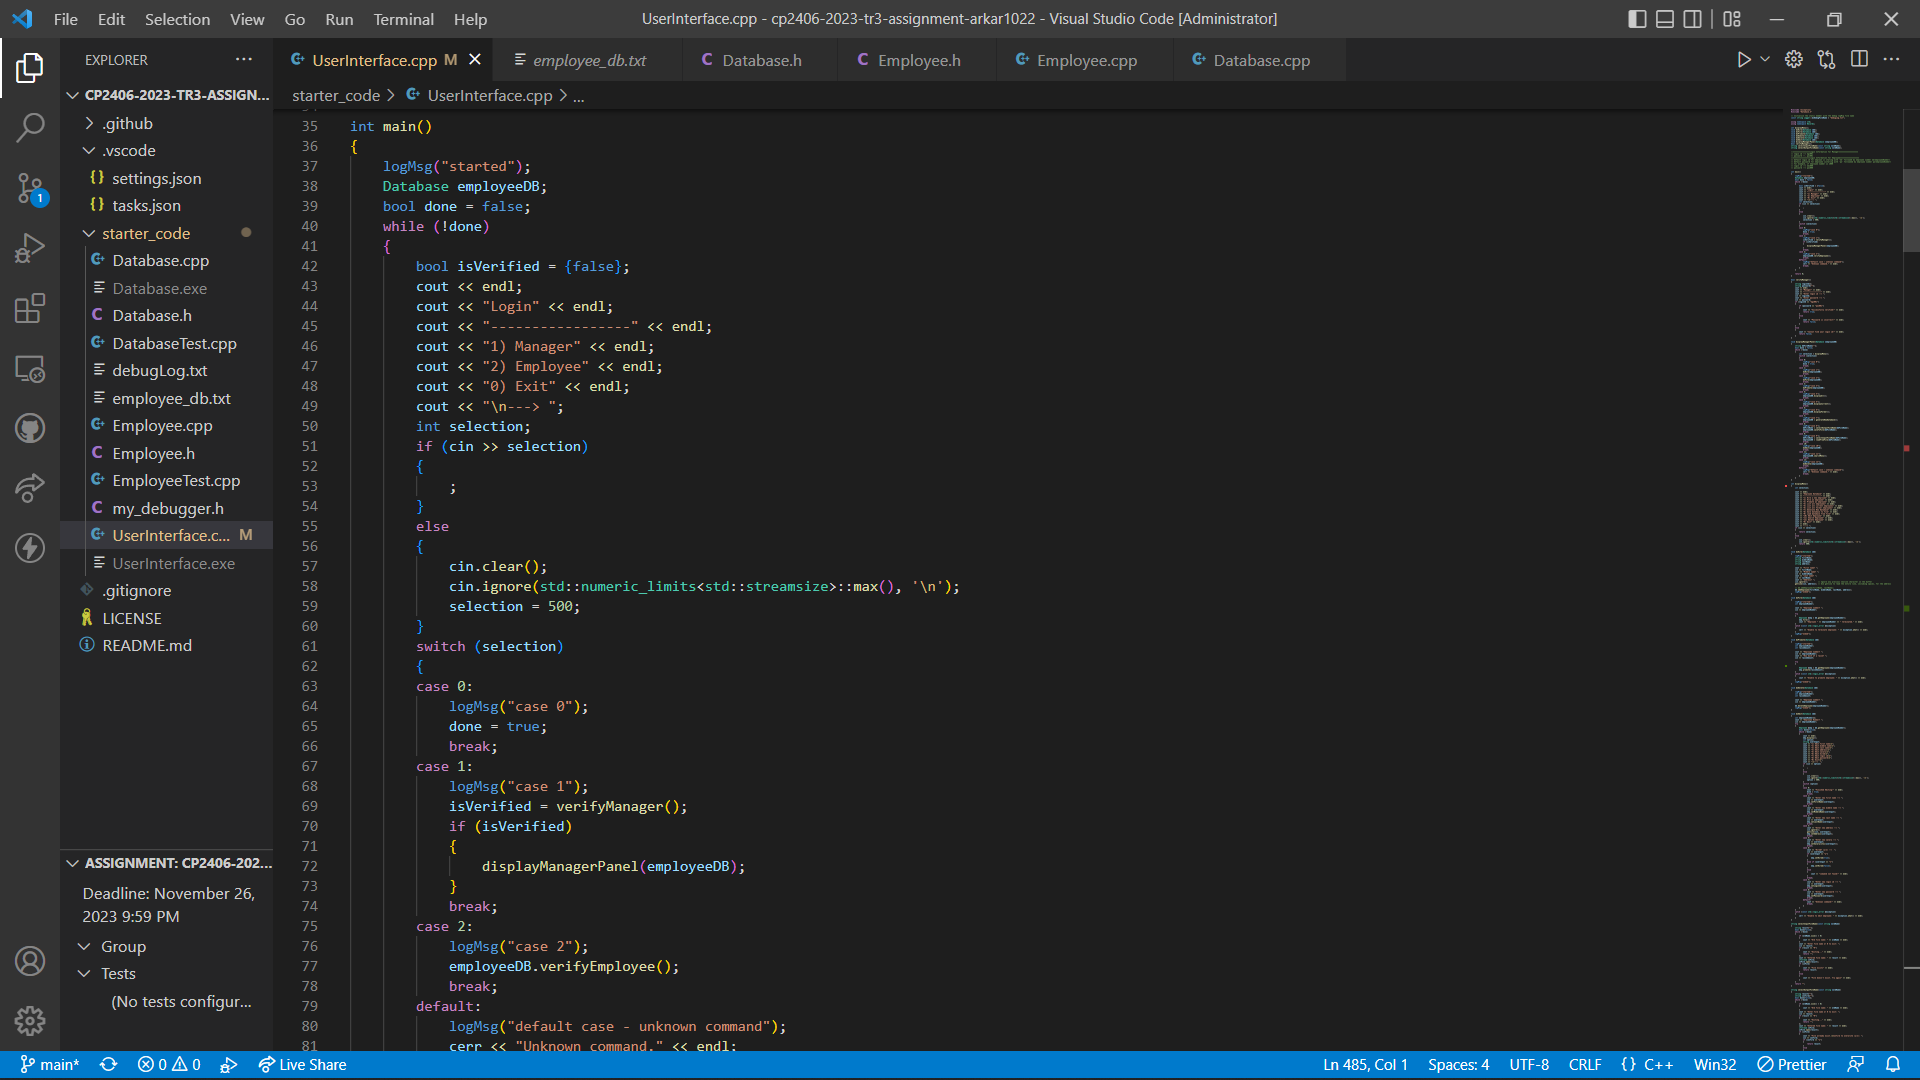 File Edit Selection View Go Run Terminal Help
UserInterface.cpp - cp2406-2023-tr3-assignment-arkar1022 - Visual Studio Code [Administrator]
EXPLORER
CP2406-2023-TR3-ASSIGN...
.github
.vscode
settings.json
tasks.json
starter_code
Database.cpp
Database.exe
Database.h
DatabaseTest.cpp
debugLog.txt
employee_db.txt
Employee.cpp
Employee.h
EmployeeTest.cpp
my_debugger.h
UserInterface.c... M
UserInterface.exe
.gitignore
LICENSE
README.md
ASSIGNMENT: CP2406-202...
Deadline: November 26,
2023 9:59 PM
Group
Tests
(No tests configur...
1
UserInterface.cpp M employee_db.txt Database.h Employee.h Employee.cpp Database.cpp
starter_code > UserInterface.cpp > ...
35 int main()
36 {
37 logMsg("started");
38 Database employeeDB;
39 bool done = false;
40 while (!done)
41 {
42 bool isVerified = {false};
43 cout << endl;
44 cout << "Login" << endl;
45 cout << "-----------------" << endl;
46 cout << "1) Manager" << endl;
47 cout << "2) Employee" << endl;
48 cout << "0) Exit" << endl;
49 cout << "\n---> ";
50 int selection;
51 if (cin >> selection)
52 {
53 ;
54 }
55 else
56 {
57 cin.clear();
58 cin.ignore(std::numeric_limits<std::streamsize>::max(), '\n');
59 selection = 500;
60 }
61 switch (selection)
62 {
63 case 0:
64 logMsg("case 0");
65 done = true;
66 break;
67 case 1:
68 logMsg("case 1");
69 isVerified = verifyManager();
70 if (isVerified)
71 {
72 displayManagerPanel(employeeDB);
73 }
74 break;
75 case 2:
76 logMsg("case 2");
77 employeeDB.verifyEmployee();
78 break;
79 default:
80 logMsg("default case - unknown command");
81 cerr << "Unknown command." << endl;
main* 0 0 Live Share Ln 485, Col 1 Spaces: 4 UTF-8 CRLF {} C++ Win32 Prettier